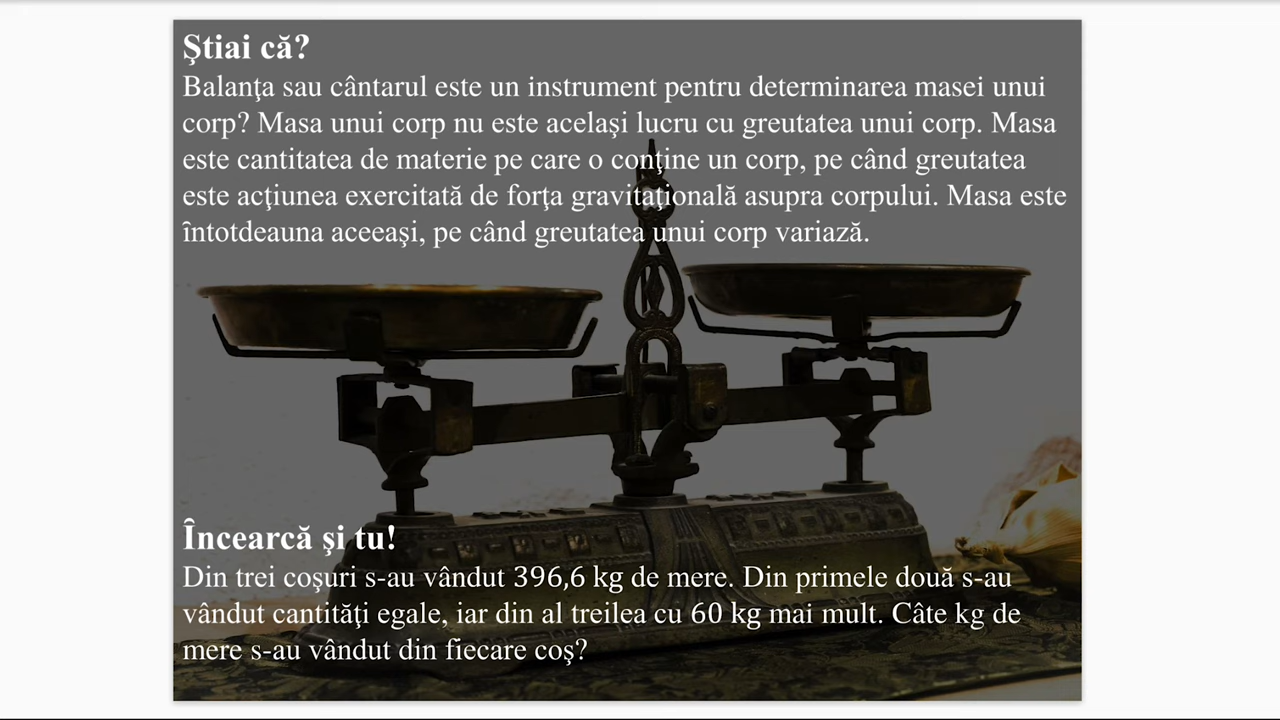 Ştiai că?
Balanţa sau cântarul este un instrument pentru determinarea masei unui
corp? Masa unui corp nu este acelaşi lucru cu greutatea unui corp. Masa
este cantitatea de materie pe care o conţine un corp, pe când greutatea
este acţiunea exercitată de forţa gravitaţională asupra corpului. Masa este
întotdeauna aceeaşi, pe când greutatea unui corp variază.
Încearcă şi tu!
Din trei coşuri s-au vândut 396,6 kg de mere. Din primele două s-au
vândut cantităţi egale, iar din al treilea cu 60 kg mai mult. Câte kg de
mere s-au vândut din fiecare coş?